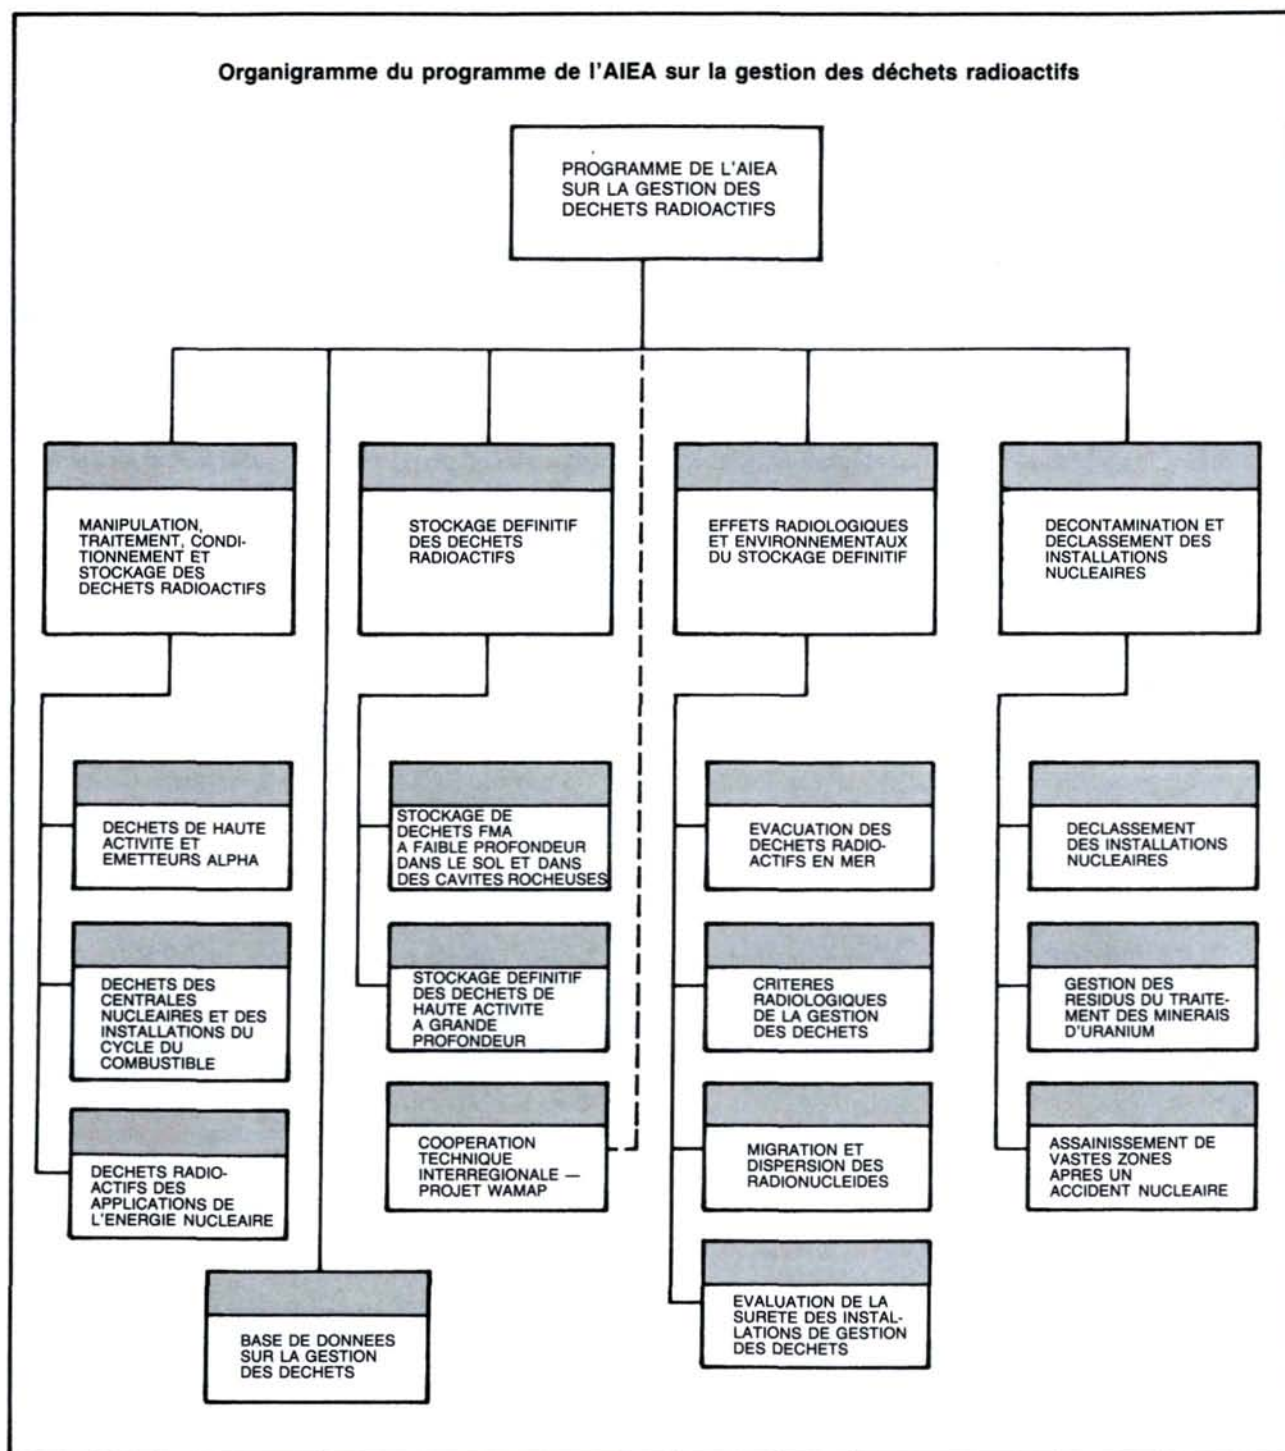 Organigramme du programme de l'AIEA sur la gestion des déchets radioactifs
PROGRAMME DE L'AIEA
SUR LA GESTION DES
DECHETS RADIOACTIFS
MANIPULATION,
TRAITEMENT, CONDI-
TIONNEMENT ET
STOCKAGE DES
DECHETS RADIOACTIFS
STOCKAGE DEFINITIF
DES DECHETS
RADIOACTIFS
EFFETS RADIOLOGIQUES
ET ENVIRONNEMENTAUX
DU STOCKAGE DEFINITIF
DECONTAMINATION ET
DECLASSEMENT DES
INSTALLATIONS
NUCLEAIRES
DECHETS DE HAUTE
ACTIVITE ET
EMETTEURS ALPHA
DECHETS DES
CENTRALES
NUCLEAIRES ET DES
INSTALLATIONS DU
CYCLE DU
COMBUSTIBLE
DECHETS RADIO-
ACTIFS DES
APPLICATIONS DE
L'ENERGIE NUCLEAIRE
BASE DE DONNEES
SUR LA GESTION
DES DECHETS
STOCKAGE DE
DECHETS FMA
A FAIBLE PROFONDEUR
DANS LE SOL ET DANS
DES CAVITES ROCHEUSES
STOCKAGE DEFINITIF
DES DECHETS DE
HAUTE ACTIVITE
A GRANDE
PROFONDEUR
COOPERATION
TECHNIQUE
INTERREGIONALE —
PROJET WAMAP
EVACUATION DES
DECHETS RADIO-
ACTIFS EN MER
CRITERES
RADIOLOGIQUES
DE LA GESTION
DES DECHETS
MIGRATION ET
DISPERSION DES
RADIONUCLEIDES
EVALUATION DE LA
SURETE DES INSTAL-
LATIONS DE GESTION
DES DECHETS
DECLASSEMENT
DES INSTALLATIONS
NUCLEAIRES
GESTION DES
RESIDUS DU TRAITE-
MENT DES MINERAIS
D'URANIUM
ASSAINISSEMENT DE
VASTES ZONES
APRES UN
ACCIDENT NUCLEAIRE